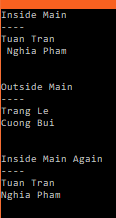 Inside Main
----
Tuan Tran
Nghia Pham
Outside Main
----
Trang Le
Cuong Bui
Inside Main Again
----
Tuan Tran
Nghia Pham